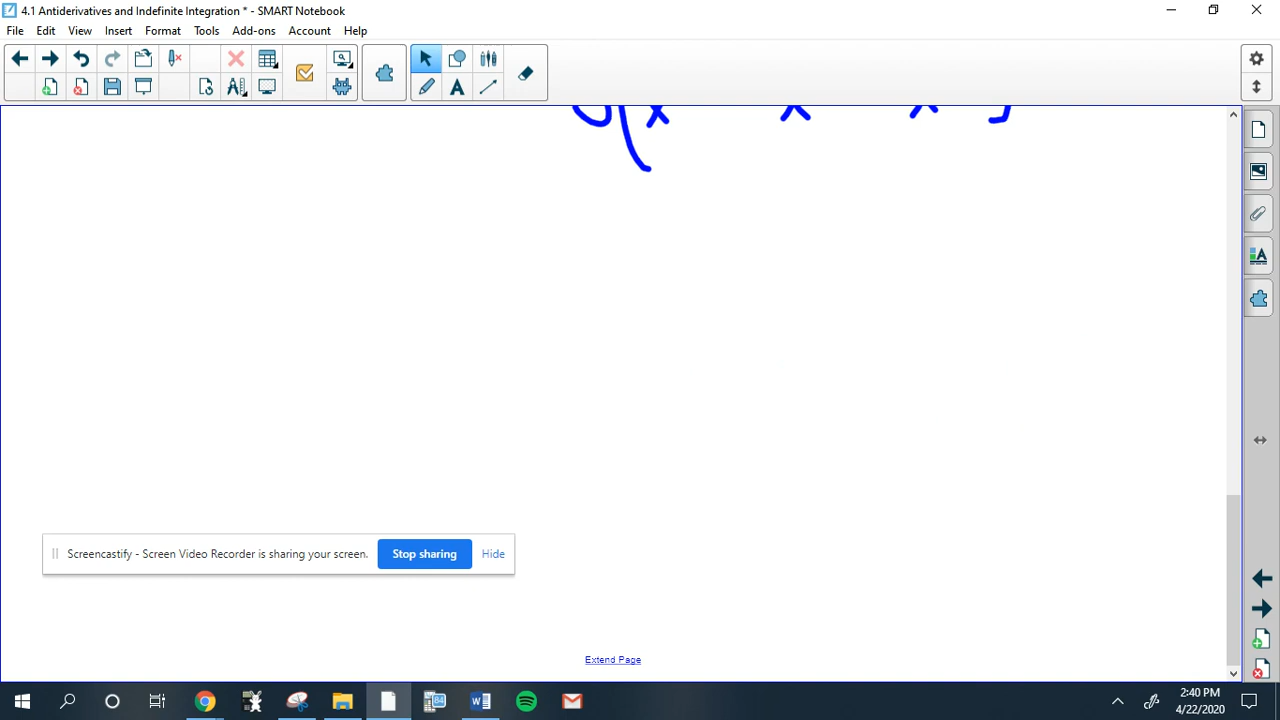 4.1 Antiderivatives and Indefinite Integration * - SMART Notebook
File Edit View Insert Format Tools Add-ons Account Help
Screencastify - Screen Video Recorder is sharing your screen. Stop sharing Hide
Extend Page
2:40 PM
4/22/2020